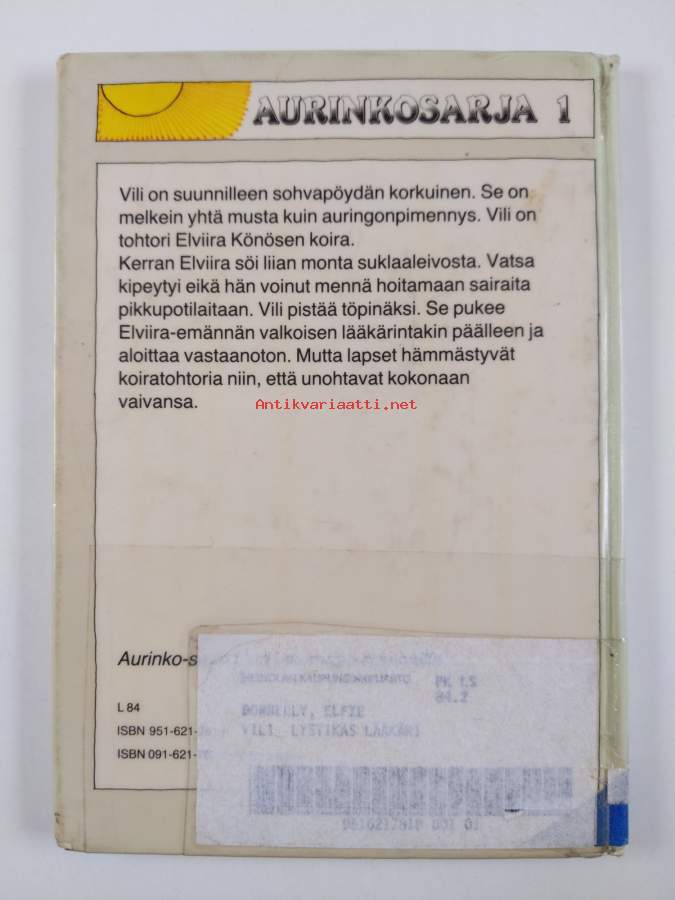 AURINKOSARJA 1
Vili on suunnilleen sohvapöydän korkuinen. Se on
melkein yhtä musta kuin auringonpimennys. Vili on
tohtori Elviira Könösen koira.
Kerran Elviira söi liian monta suklaaleivosta. Vatsa
kipeytyi eikä hän voinut mennä hoitamaan sairaita
pikkupotilaitaan. Vili pistää töpinäksi. Se pukee
Elviira-emännän valkoisen lääkärintakin päälleen ja
aloittaa vastaanoton. Mutta lapset hämmästyvät
koiratohtoria niin, että unohtavat kokonaan
vaivansa.
Antikvariaatti.net
Aurinko-s
PK 1.2
84.2
L 84
DONNELLY, ELFIE
ISBN 951-621-
VILI LYSTIKÄS LÄÄKÄRI
ISBN 091-621-